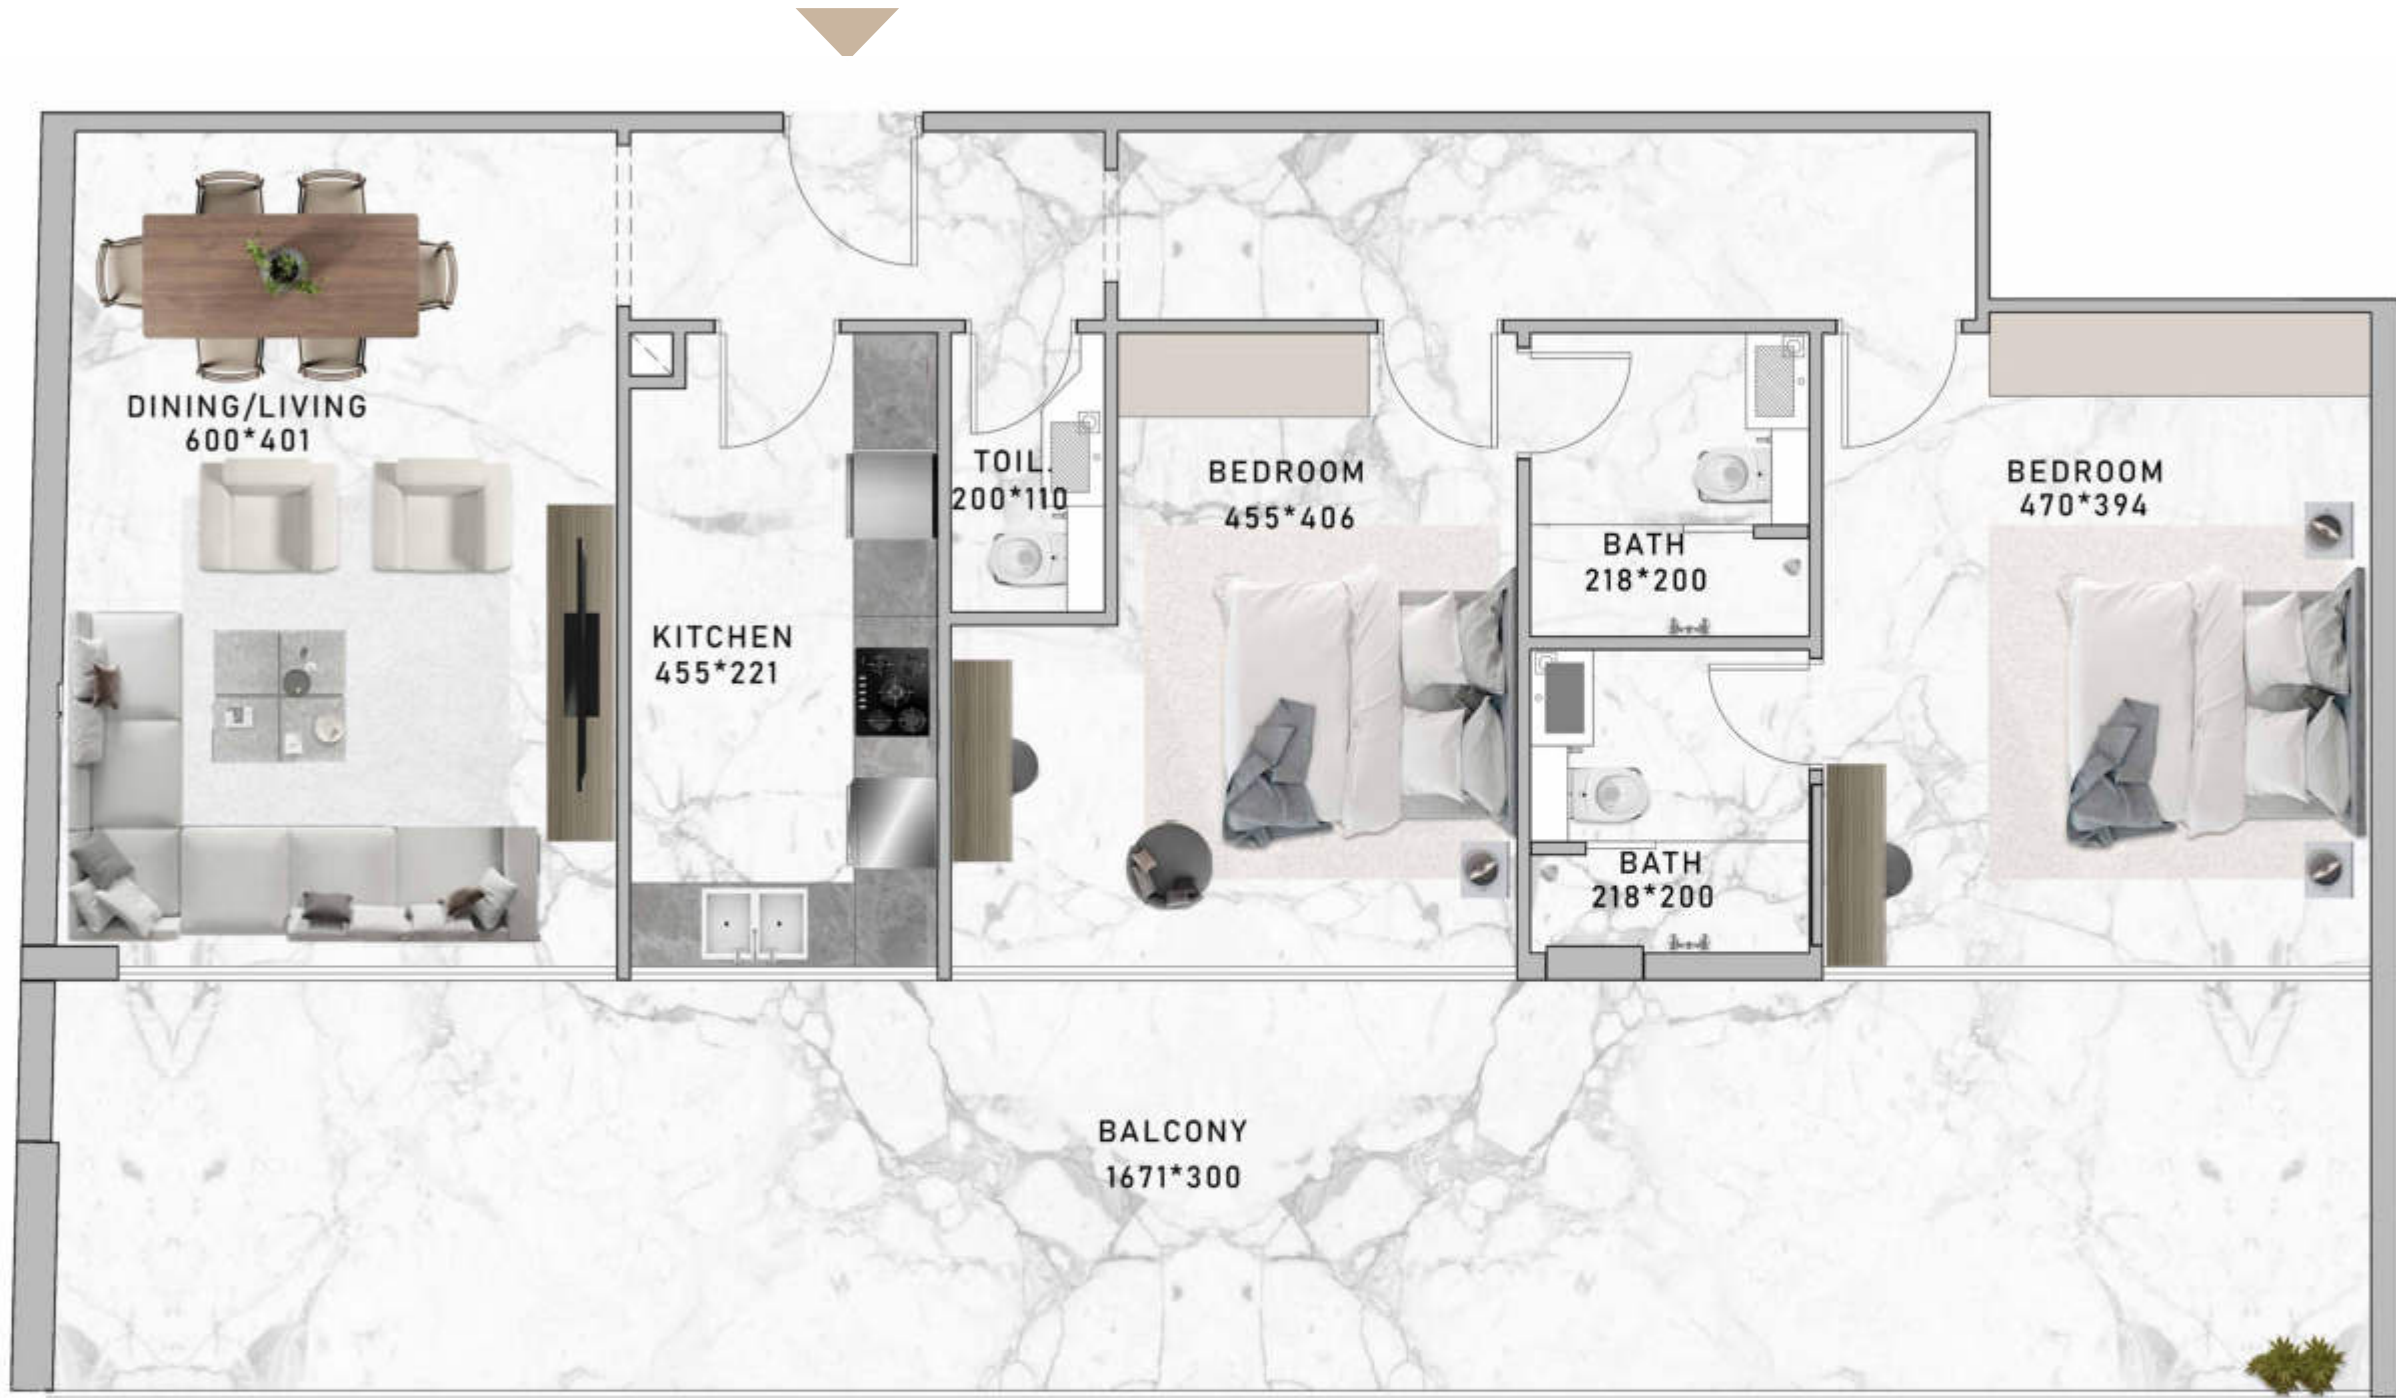 DINING/LIVING
600*401
KITCHEN
455*221
TOIL.
200*110
BEDROOM
455*406
BATH
218*200
BATH
218*200
BEDROOM
470*394
BALCONY
1671*300